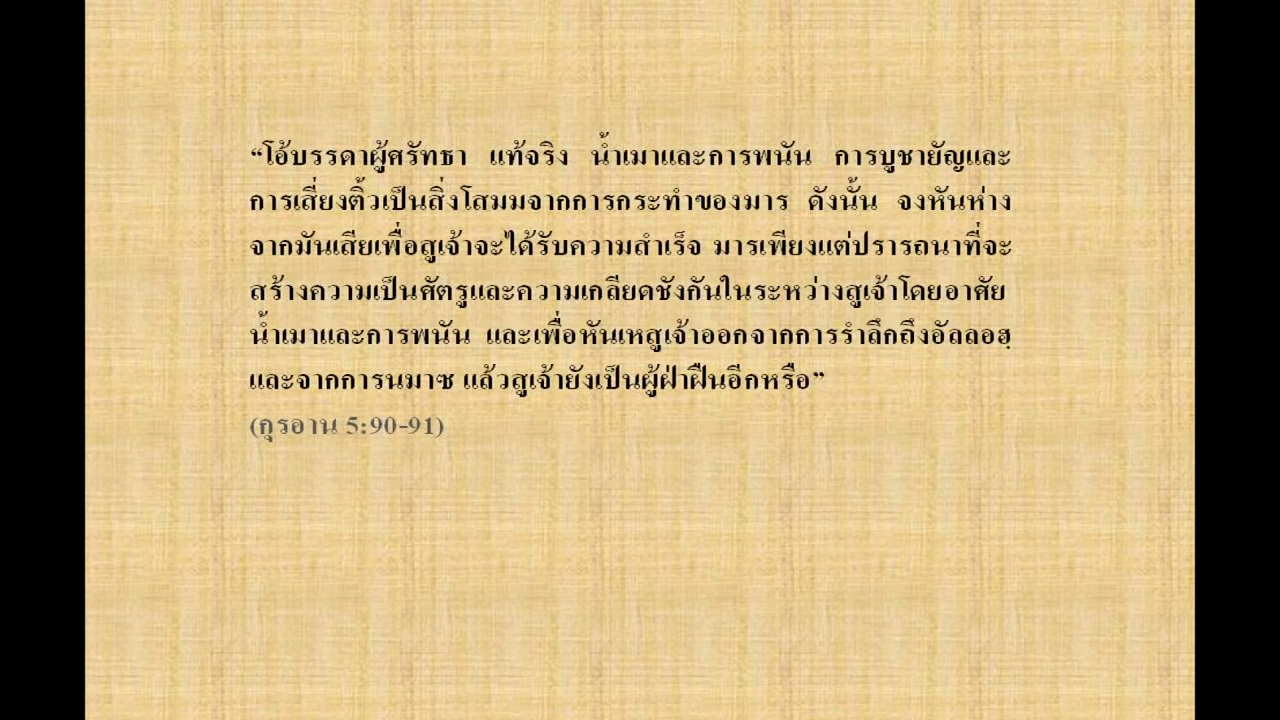 “โอ้บรรดาผู้ศรัทธา แท้จริง น้ำเมาและการพนัน การบูชายัญและ
การเสี่ยงติ้วเป็นสิ่งโสมมจากการกระทำของมาร ดังนั้น จงหันห่าง
จากมันเสียเพื่อสูเจ้าจะได้รับความสำเร็จ มารเพียงแต่ปรารถนาที่จะ
สร้างความเป็นศัตรูและความเกลียดชังกันในระหว่างสูเจ้าโดยอาศัย
น้ำเมาและการพนัน และเพื่อหันเหสูเจ้าออกจากการรำลึกถึงอัลลอฮฺ
และจากการนมาซ แล้วสูเจ้ายังเป็นผู้ฝ่าฝืนอีกหรือ”
(กุรอาน 5:90-91)